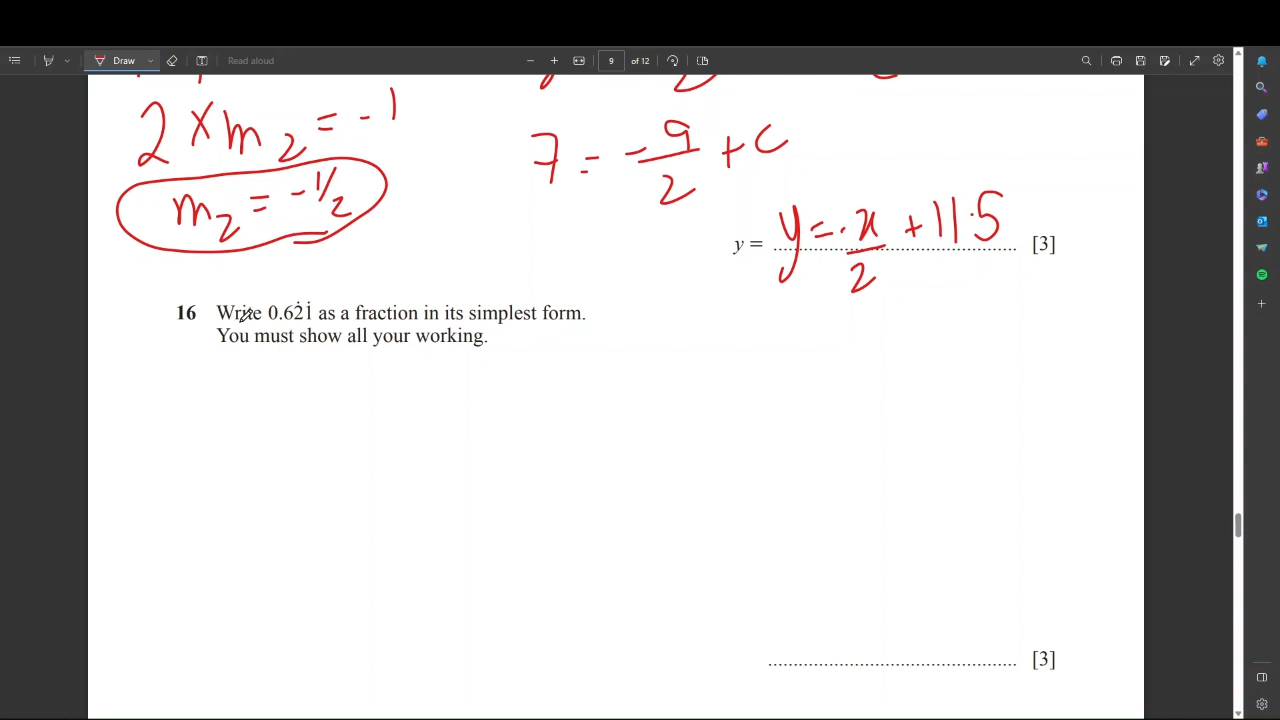 Draw
Read aloud
9 of 12
2 × m₂ = -1
m₂ = -1/2
7 = -9/2 + c
y = y = -x/2 + 11.5 [3]
16 Write 0.62̇1̇ as a fraction in its simplest form.
You must show all your working.
[3]